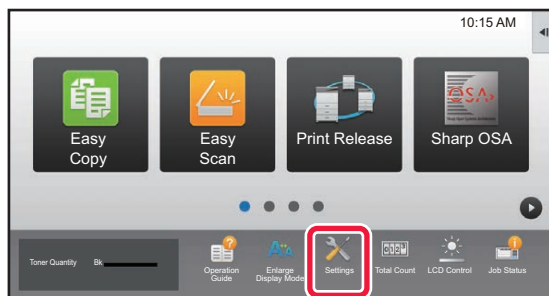 10:15 AM
Easy
Copy
Easy
Scan
Print Release
Sharp OSA
Toner Quantity Bk
Operation
Guide
Enlarge
Display Mode
Settings
Total Count
LCD Control
Job Status